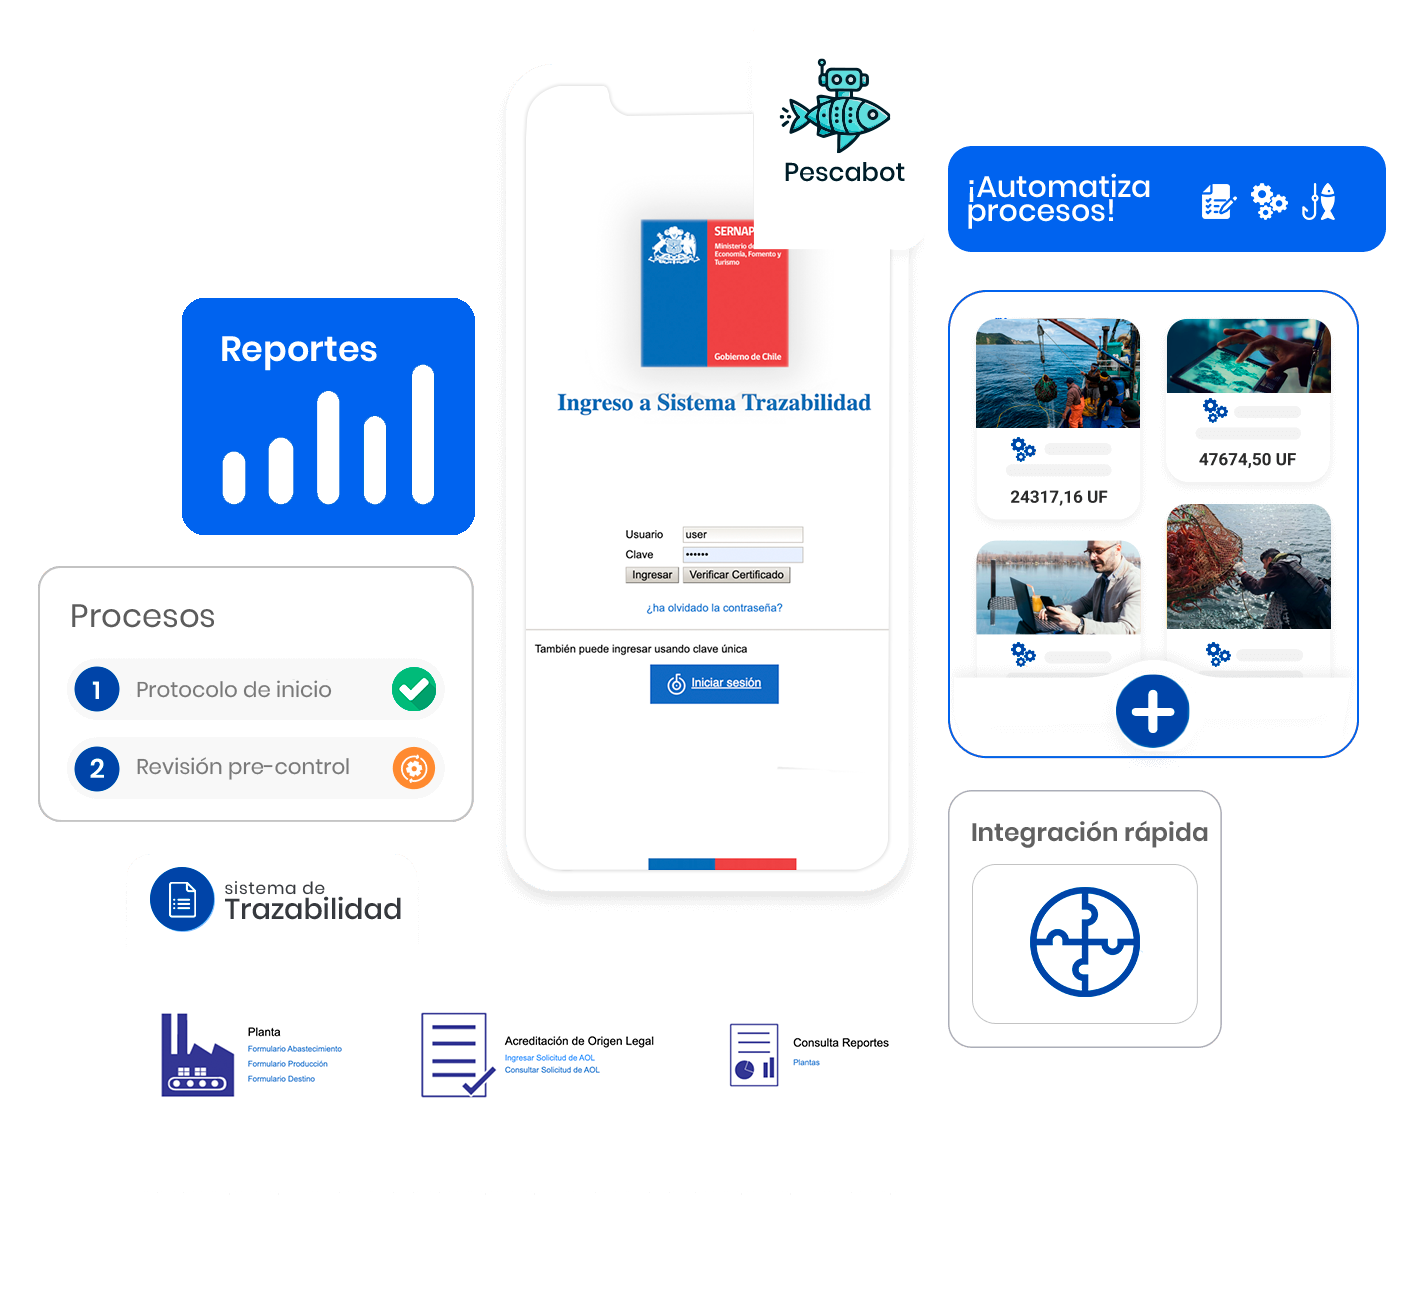 Pescabot
¡Automatiza
procesos!
SERNAP
Ministerio de
Economía, Fomento y
Turismo
Gobierno de Chile
Ingreso a Sistema Trazabilidad
Usuario user
Clave ••••••
Ingresar Verificar Certificado
¿ha olvidado la contraseña?
También puede ingresar usando clave única
Iniciar sesión
Reportes
Procesos
1 Protocolo de inicio
2 Revisión pre-control
sistema de
Trazabilidad
24317,16 UF
47674,50 UF
Integración rápida
Planta
Formulario Abastecimiento
Formulario Producción
Formulario Destino
Acreditación de Origen Legal
Ingresar Solicitud de AOL
Consultar Solicitud de AOL
Consulta Reportes
Plantas